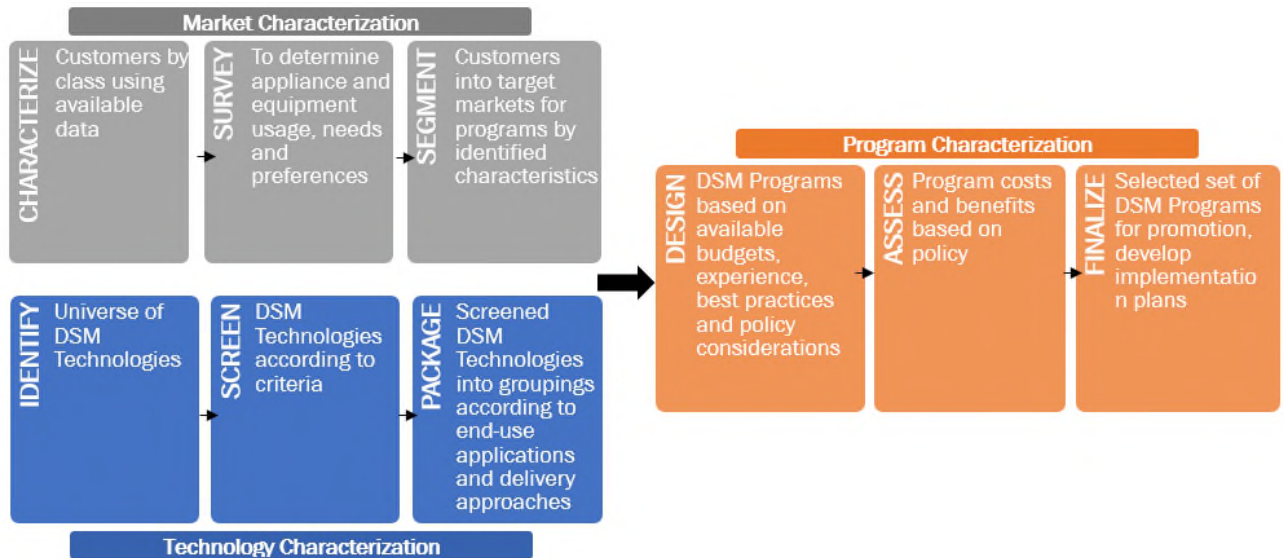 Market Characterization
CHARACTERIZE
Customers by
class using
available
data
SURVEY
To determine
appliance and
equipment
usage, needs
and
preferences
SEGMENT
Customers
into target
markets for
programs by
identified
characteristics
IDENTIFY
Universe of
DSM
Technologies
SCREEN
DSM
Technologies
according to
criteria
PACKAGE
Screened
DSM
Technologies
into groupings
according to
end-use
applications
and delivery
approaches
Technology Characterization
Program Characterization
DESIGN
DSM Programs
based on
available
budgets,
experience,
best practices
and policy
considerations
ASSESS
Program costs
and benefits
based on
policy
FINALIZE
Selected set of
DSM Programs
for promotion,
develop
implementatio
n plans